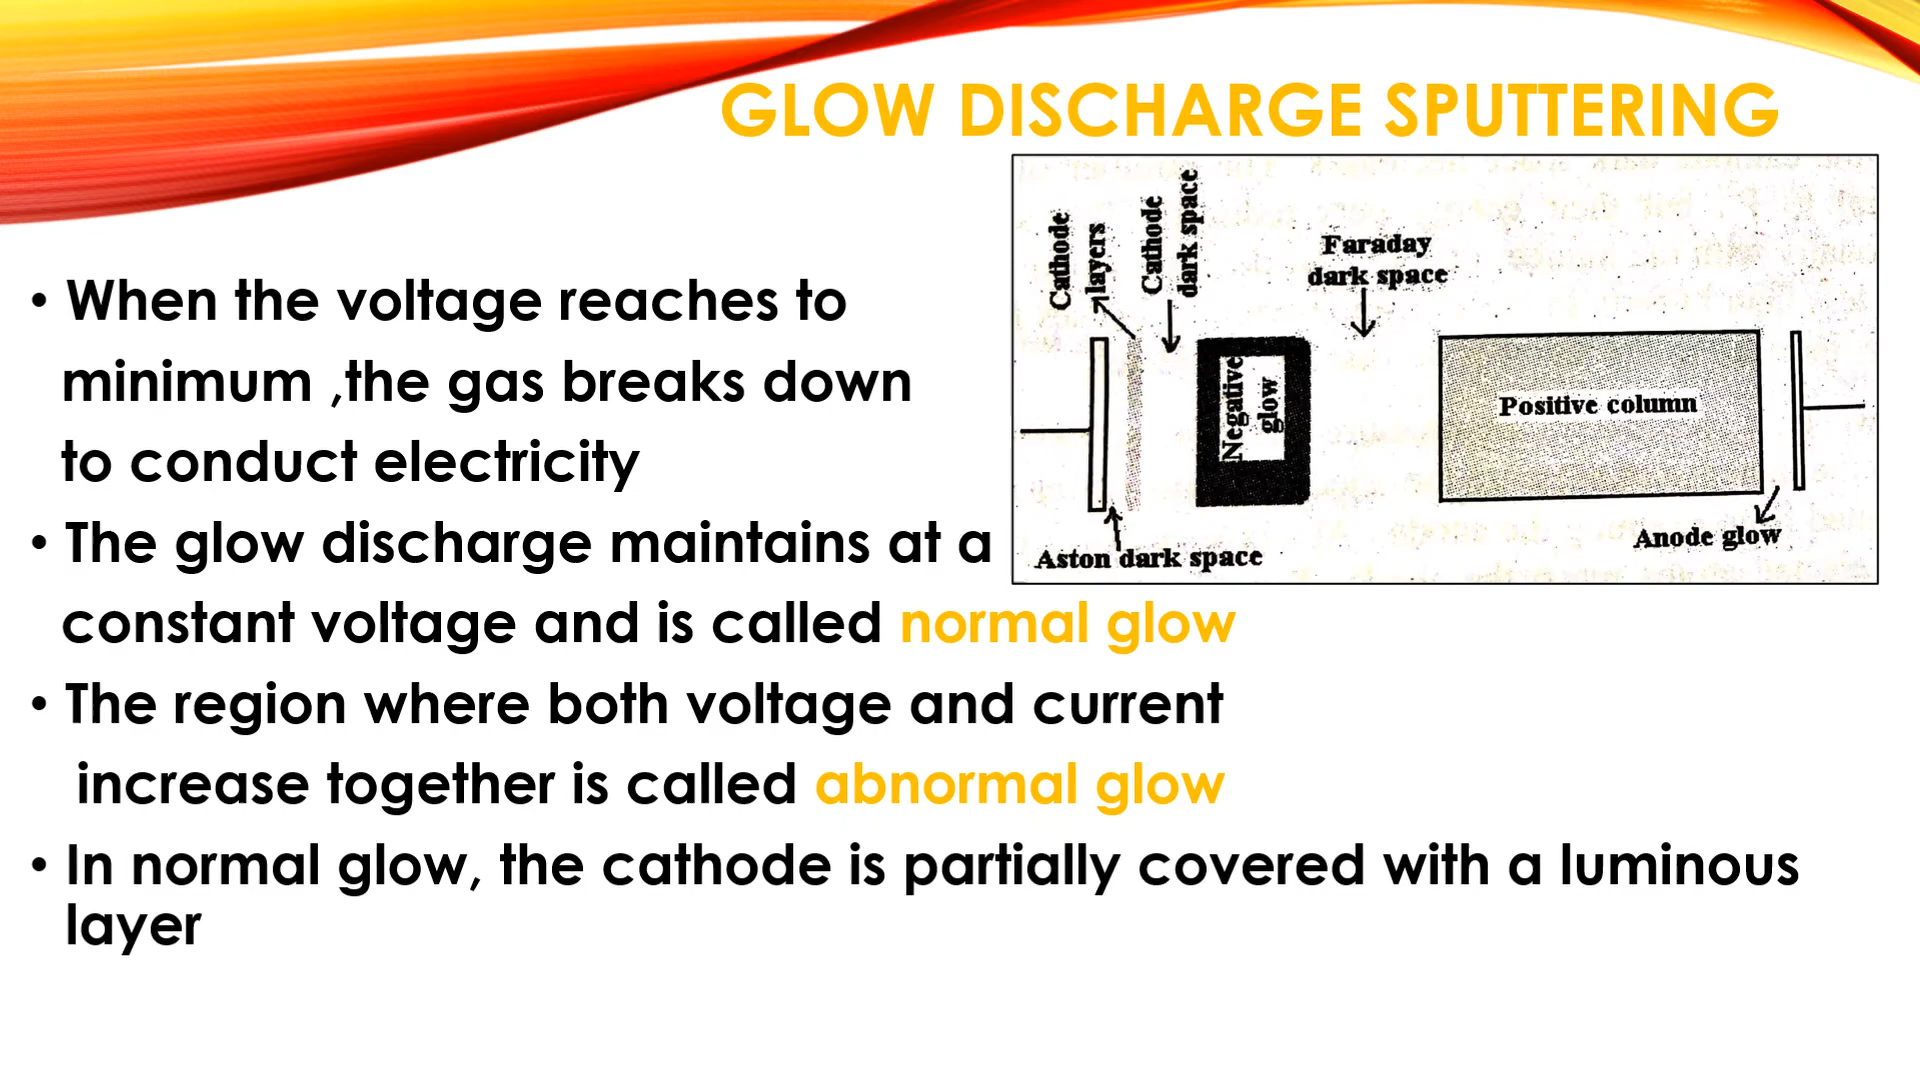 GLOW DISCHARGE SPUTTERING
• When the voltage reaches to
minimum ,the gas breaks down
to conduct electricity
• The glow discharge maintains at a
constant voltage and is called normal glow
• The region where both voltage and current
increase together is called abnormal glow
• In normal glow, the cathode is partially covered with a luminous
layer
Cathode
layers
Cathode
dark space
Faraday
dark space
Negative
glow
Positive column
Anode glow
Aston dark space